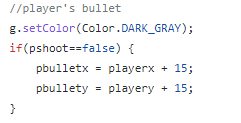 //player's bullet
g.setColor(Color.DARK_GRAY);
if(pshoot==false) {
    pbulletx = playerx + 15;
    pbullety = playery + 15;
}